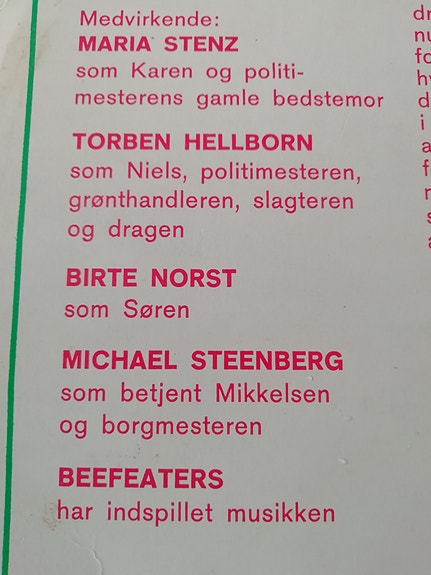 Medvirkende:
MARIA STENZ
som Karen og politi-
mesterens gamle bedstemor
TORBEN HELLBORN
som Niels, politimesteren,
grønthandleren, slagteren
og dragen
BIRTE NORST
som Søren
MICHAEL STEENBERG
som betjent Mikkelsen
og borgmesteren
BEEFEATERS
har indspillet musikken